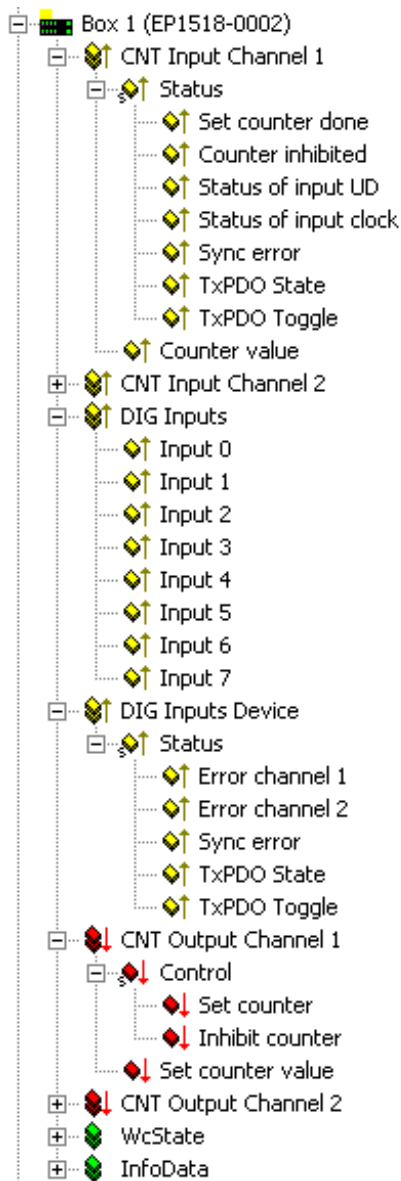 Box 1 (EP1518-0002)
CNT Input Channel 1
Status
Set counter done
Counter inhibited
Status of input UD
Status of input clock
Sync error
TxPDO State
TxPDO Toggle
Counter value
CNT Input Channel 2
DIG Inputs
Input 0
Input 1
Input 2
Input 3
Input 4
Input 5
Input 6
Input 7
DIG Inputs Device
Status
Error channel 1
Error channel 2
Sync error
TxPDO State
TxPDO Toggle
CNT Output Channel 1
Control
Set counter
Inhibit counter
Set counter value
CNT Output Channel 2
WcState
InfoData